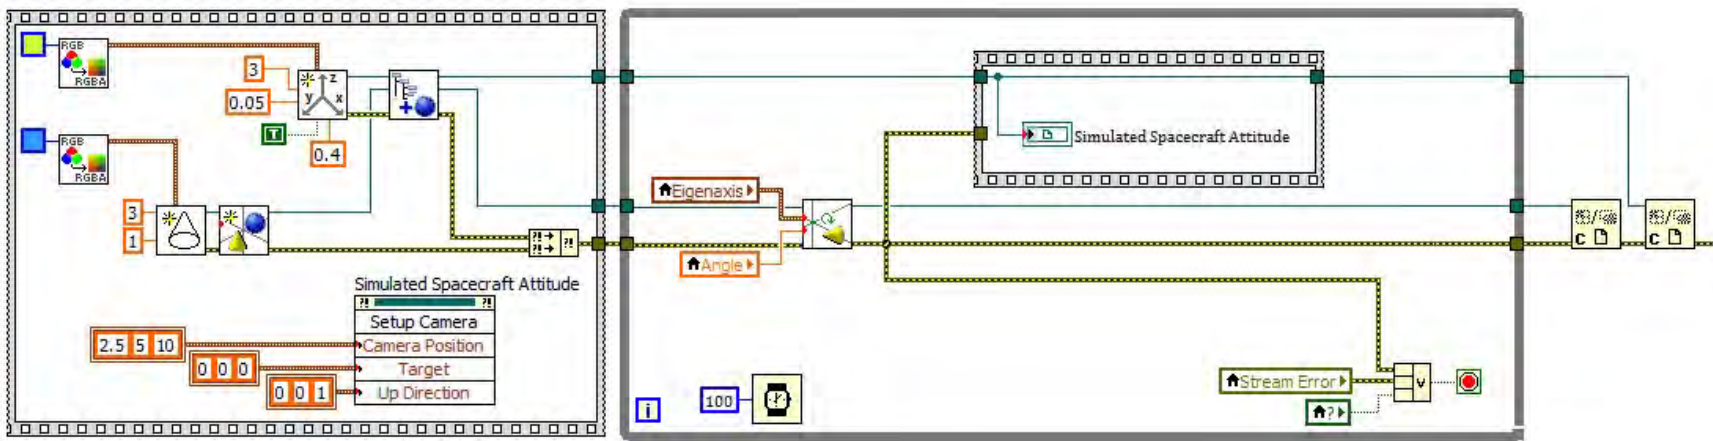 RGB
RGBA
3
z
y
x
0.05
T
0.4
RGB
RGBA
3
1
?!
?!
?!
Simulated Spacecraft Attitude
?!
?!
Setup Camera
2.5 5 10
Camera Position
0 0 0
Target
0 0 1
Up Direction
Simulated Spacecraft Attitude
Eigenaxis
Angle
C
C
Stream Error
V
?
100
i